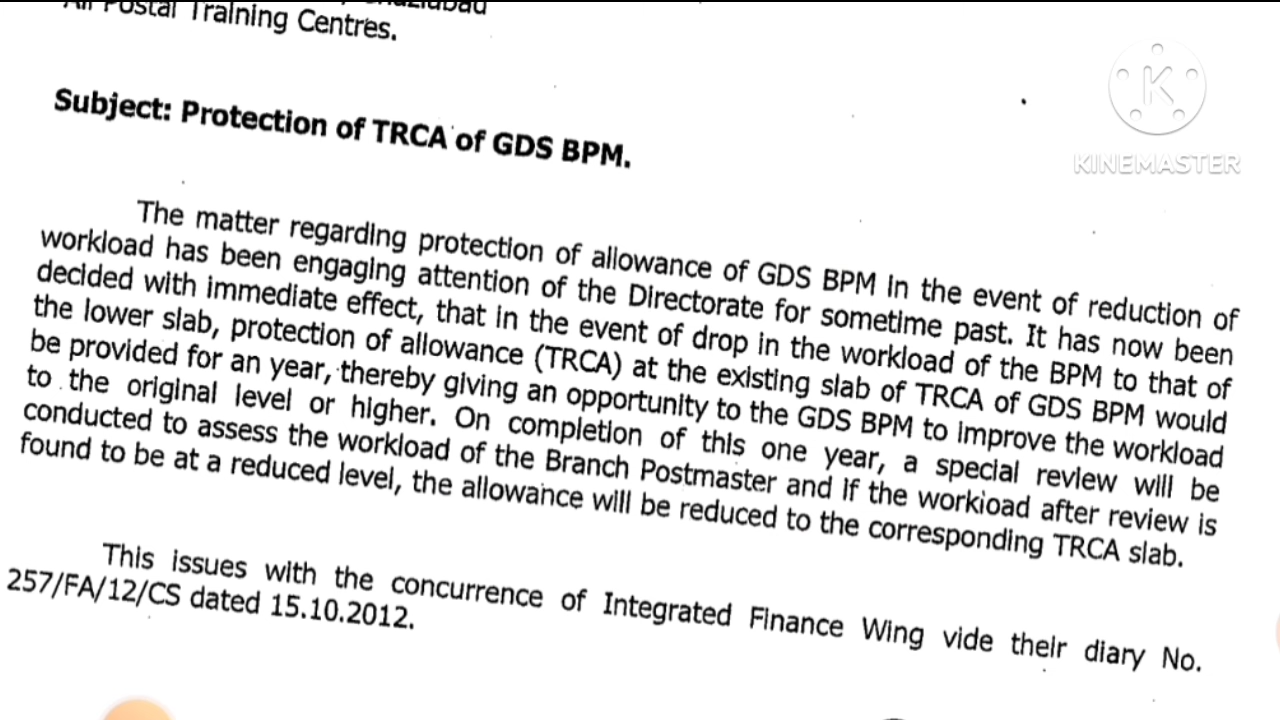 All Postal Training Centres.
Subject: Protection of TRCA of GDS BPM.
The matter regarding protection of allowance of GDS BPM in the event of reduction of
workload has been engaging attention of the Directorate for sometime past. It has now been
decided with immediate effect, that in the event of drop in the workload of the BPM to that of
the lower slab, protection of allowance (TRCA) at the existing slab of TRCA of GDS BPM would
be provided for an year, thereby giving an opportunity to the GDS BPM to improve the workload
to the original level or higher. On completion of this one year, a special review will be
conducted to assess the workload of the Branch Postmaster and if the workload after review is
found to be at a reduced level, the allowance will be reduced to the corresponding TRCA slab.
This issues with the concurrence of Integrated Finance Wing vide their diary No.
257/FA/12/CS dated 15.10.2012.
K
KINEMASTER